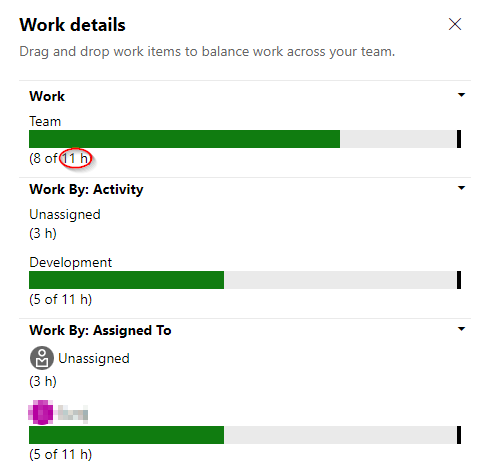 Work details
Drag and drop work items to balance work across your team.
Work
Team
(8 of 11 h)
Work By: Activity
Unassigned
(3 h)
Development
(5 of 11 h)
Work By: Assigned To
Unassigned
(3 h)
(5 of 11 h)